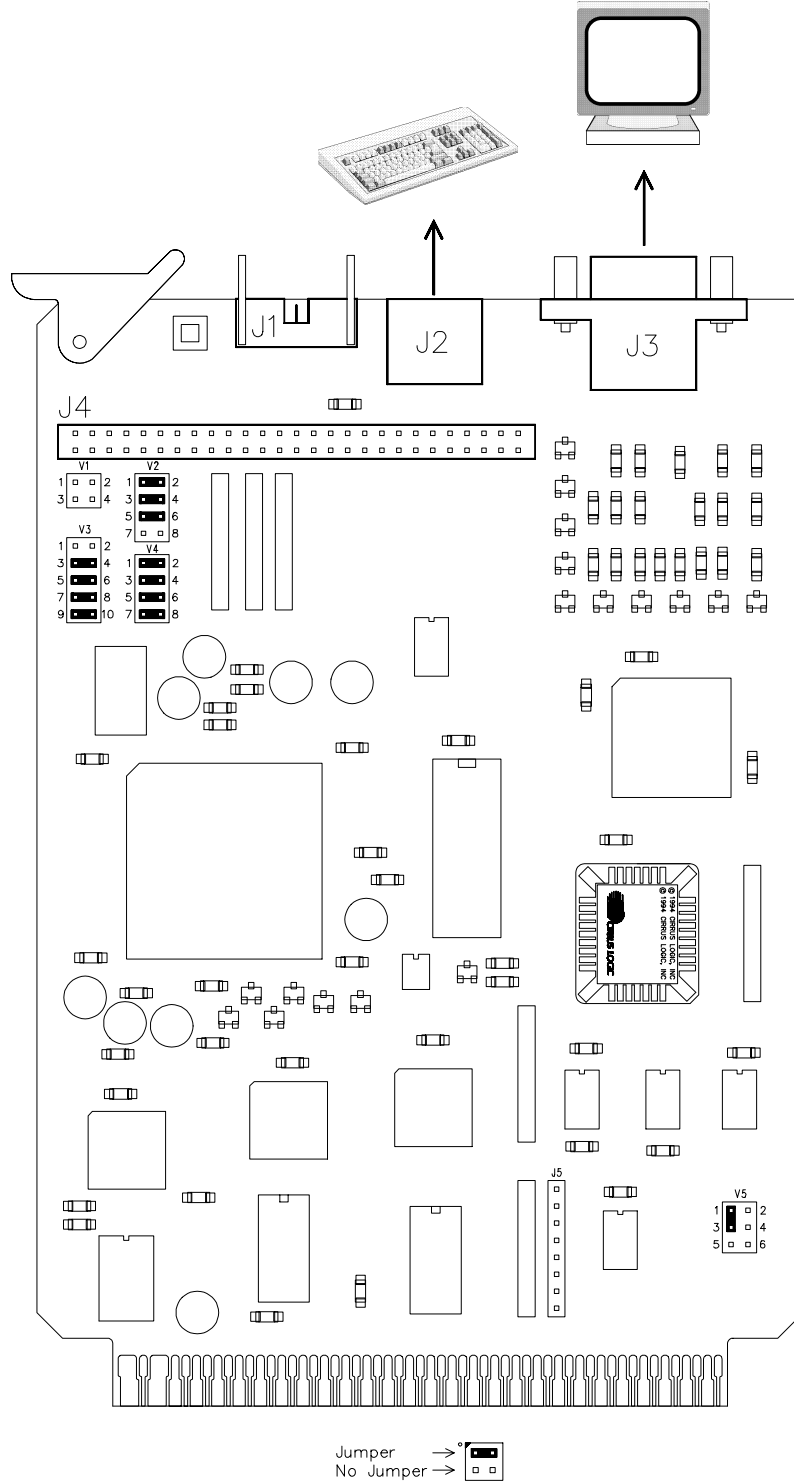 J1
J2
J3
J4
V1
1 2
3 4
V2
1 2
3 4
5 6
7 8
V3
1 2
3 4
5 6
7 8
9 10
V4
1 2
3 4
5 6
7 8
© 1994 CIRRUS LOGIC, INC
© 1994 CIRRUS LOGIC, INC
CIRRUS LOGIC
J5
V5
1 2
3 4
5 6
Jumper
No Jumper